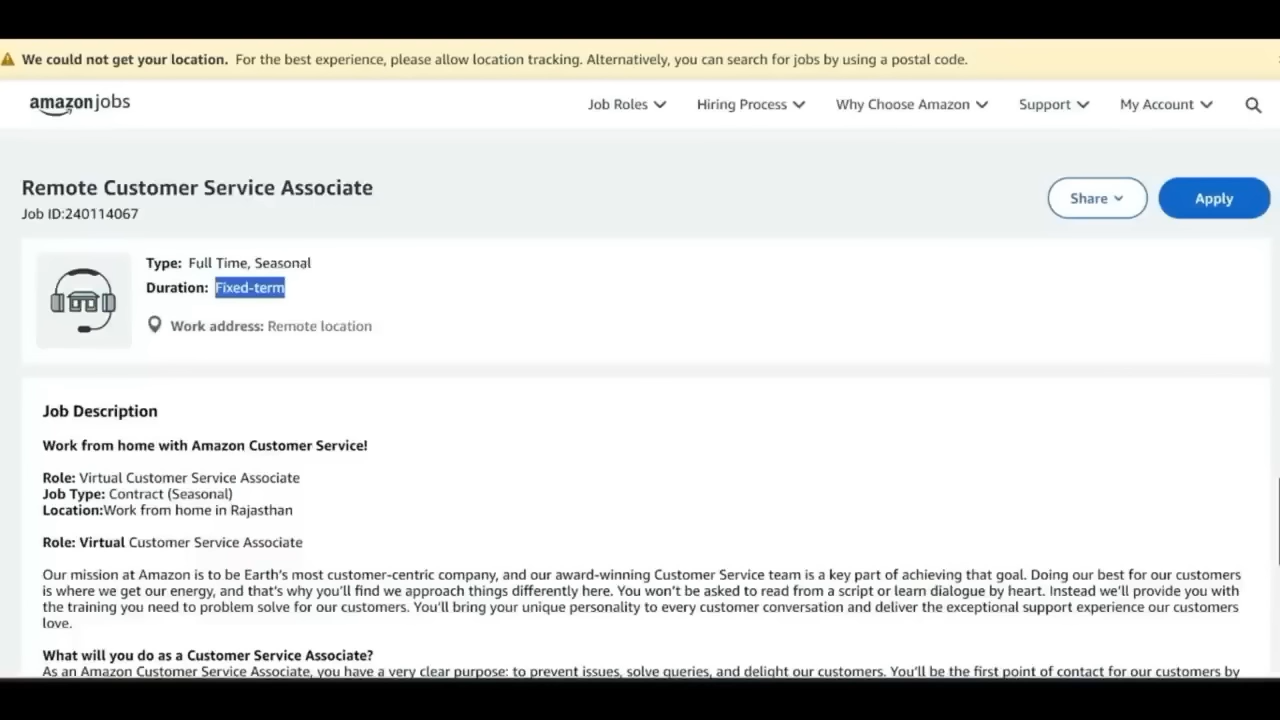 We could not get your location. For the best experience, please allow location tracking. Alternatively, you can search for jobs by using a postal code.
amazon jobs
Job Roles
Hiring Process
Why Choose Amazon
Support
My Account
Remote Customer Service Associate
Job ID:240114067
Share
Apply
Type: Full Time, Seasonal
Duration: Fixed-term
Work address: Remote location
Job Description
Work from home with Amazon Customer Service!
Role: Virtual Customer Service Associate
Job Type: Contract (Seasonal)
Location:Work from home in Rajasthan
Role: Virtual Customer Service Associate
Our mission at Amazon is to be Earth's most customer-centric company, and our award-winning Customer Service team is a key part of achieving that goal. Doing our best for our customers
is where we get our energy, and that's why you'll find we approach things differently here. You won't be asked to read from a script or learn dialogue by heart. Instead we'll provide you with
the training you need to problem solve for our customers. You'll bring your unique personality to every customer conversation and deliver the exceptional support experience our customers
love.
What will you do as a Customer Service Associate?
As an Amazon Customer Service Associate, you have a very clear purpose: to prevent issues, solve queries, and delight our customers. You'll be the first point of contact for our customers by